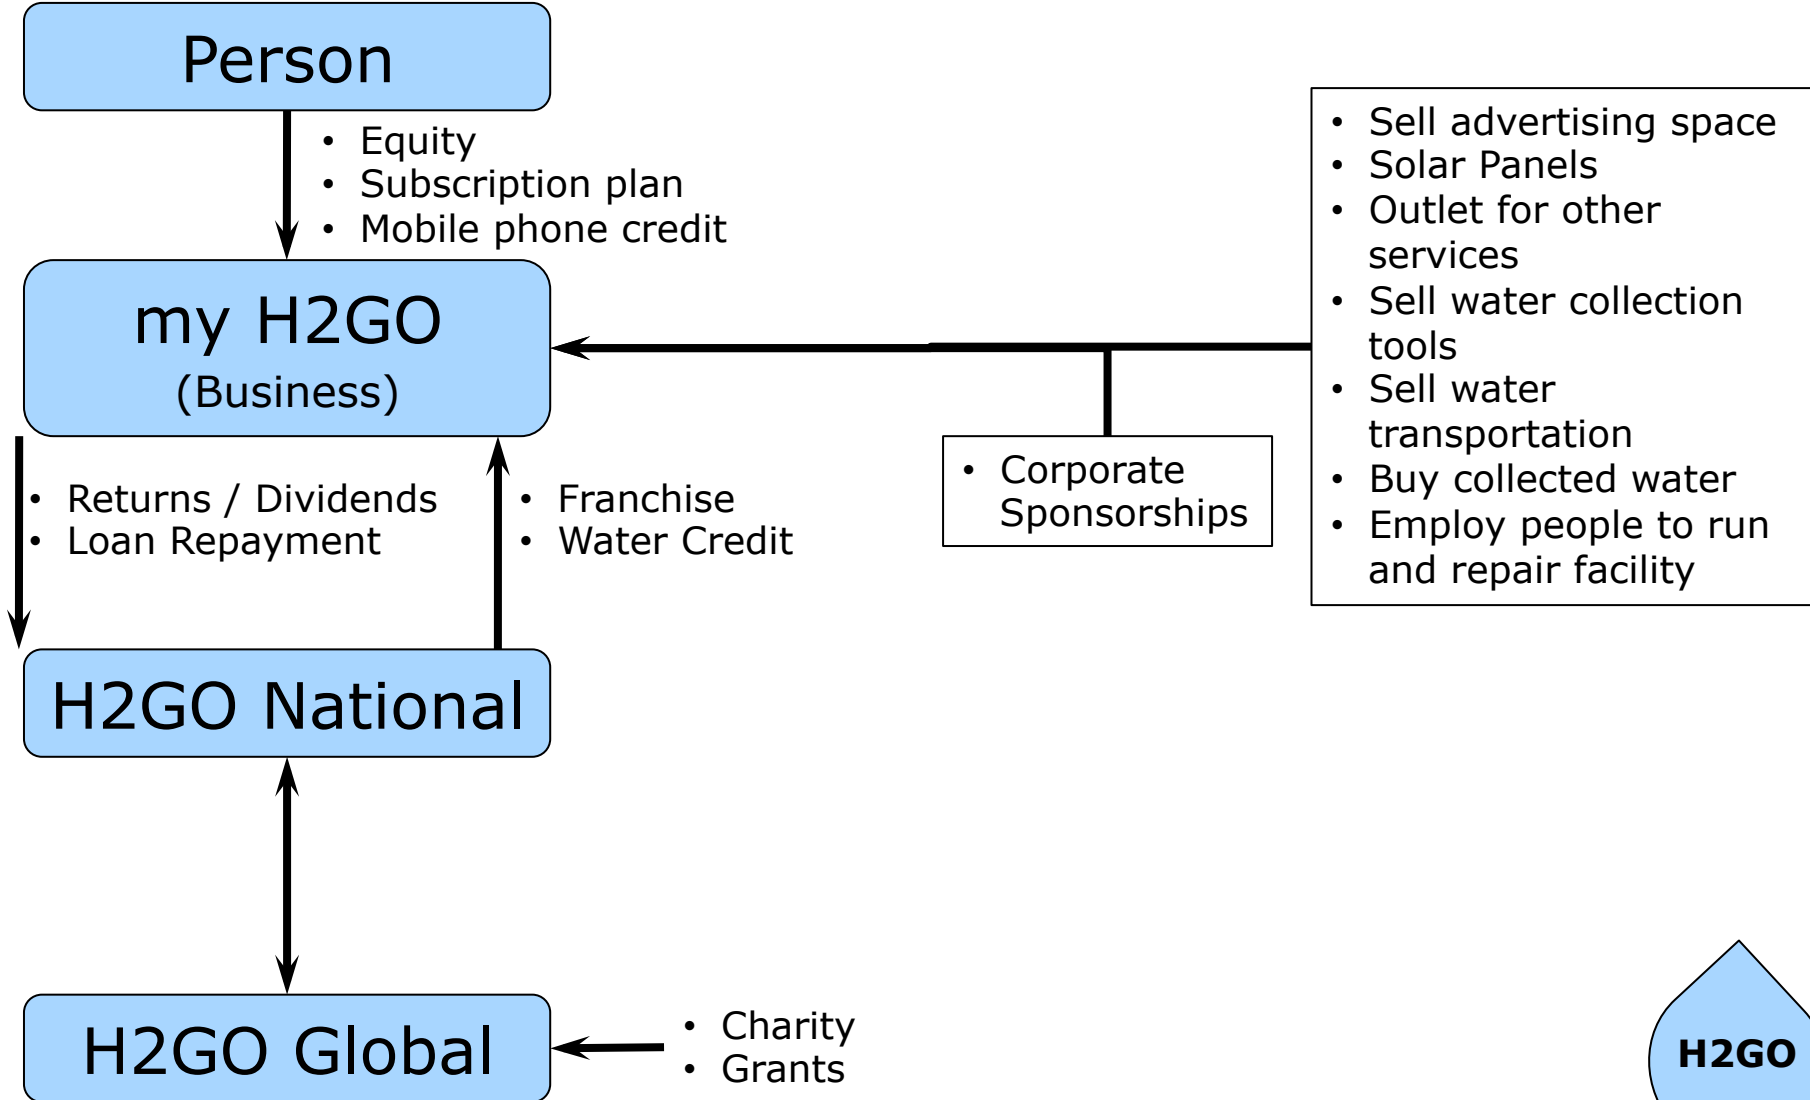 Person
• Equity
• Subscription plan
• Mobile phone credit
my H2GO
(Business)
• Sell advertising space
• Solar Panels
• Outlet for other
services
• Sell water collection
tools
• Sell water
transportation
• Buy collected water
• Employ people to run
and repair facility
• Corporate
Sponsorships
• Returns / Dividends
• Loan Repayment
• Franchise
• Water Credit
H2GO National
H2GO Global
• Charity
• Grants
H2GO